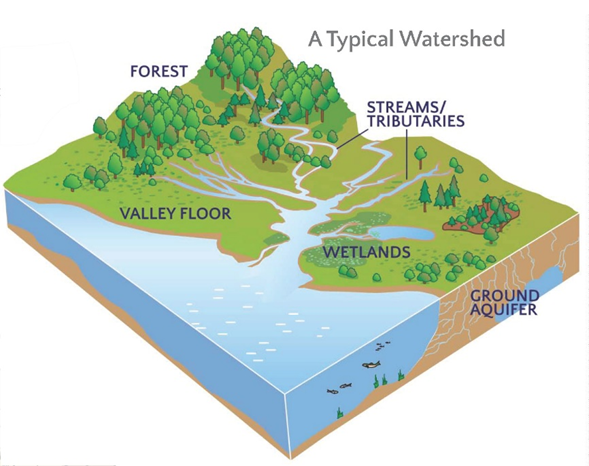 A Typical Watershed
FOREST
STREAMS/
TRIBUTARIES
VALLEY FLOOR
WETLANDS
GROUND
AQUIFER